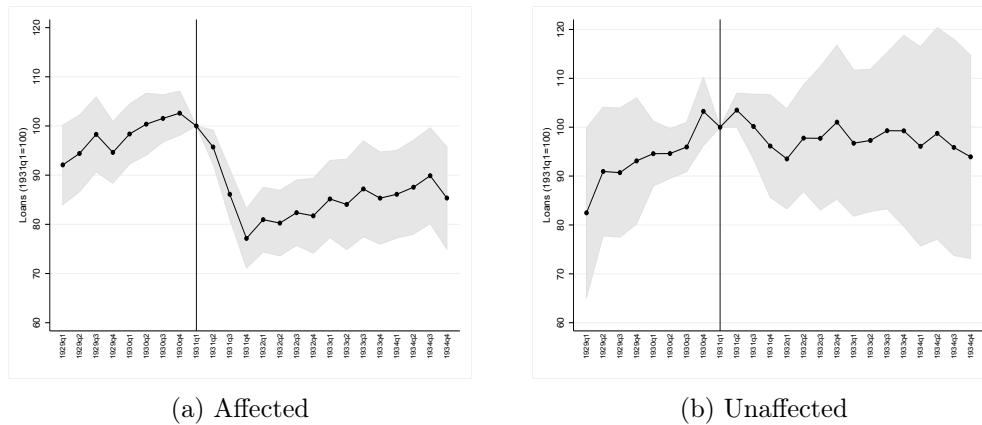 Loans (1931q1=100)
120
110
100
90
80
70
60
1929q1
1929q2
1929q3
1929q4
1930q1
1930q2
1930q3
1930q4
1931q1
1931q2
1931q3
1931q4
1932q1
1932q2
1932q3
1932q4
1933q1
1933q2
1933q3
1933q4
1934q1
1934q2
1934q3
1934q4
(a) Affected
Loans (1931q1=100)
120
110
100
90
80
70
60
1929q1
1929q2
1929q3
1929q4
1930q1
1930q2
1930q3
1930q4
1931q1
1931q2
1931q3
1931q4
1932q1
1932q2
1932q3
1932q4
1933q1
1933q2
1933q3
1933q4
1934q1
1934q2
1934q3
1934q4
(b) Unaffected